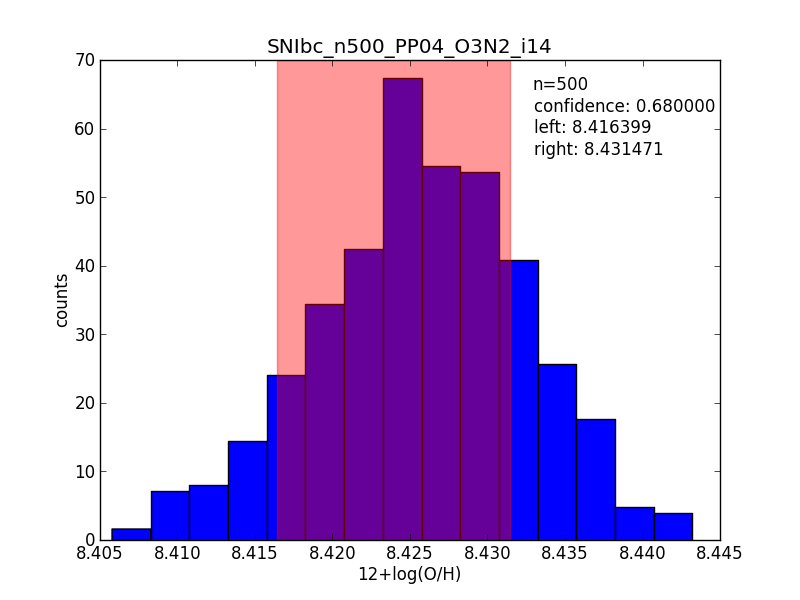 SNIbc_n500_PP04_O3N2_i14
n=500
confidence: 0.680000
left: 8.416399
right: 8.431471
70
60
50
40
30
20
10
0
counts
8.405 8.410 8.415 8.420 8.425 8.430 8.435 8.440 8.445
12+log(O/H)